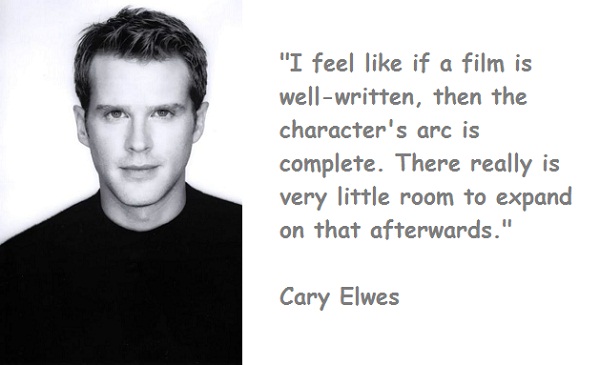 "I feel like if a film is
well-written, then the
character's arc is
complete. There really is
very little room to expand
on that afterwards."
Cary Elwes